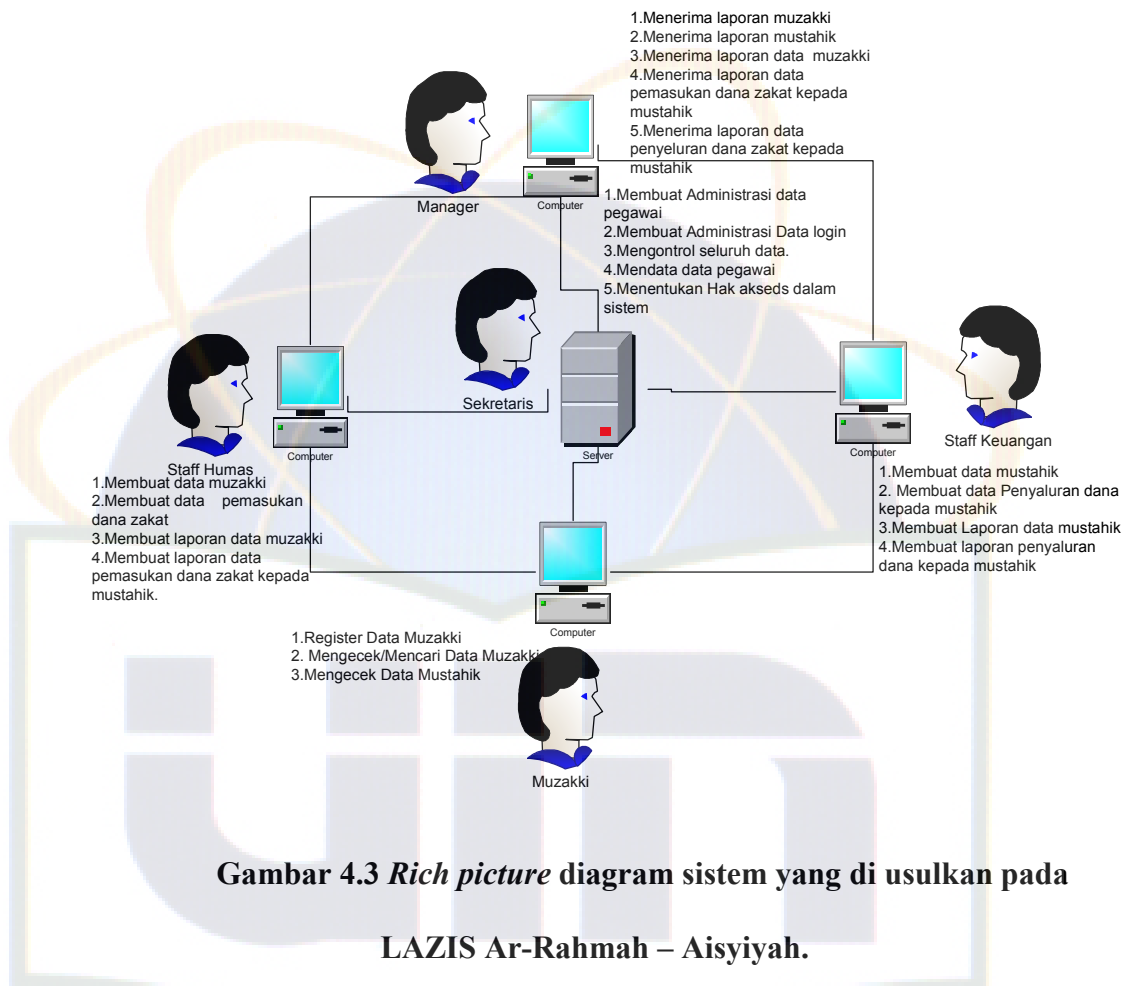 1.Menerima laporan muzakki
2.Menerima laporan mustahik
3.Menerima laporan data muzakki
4.Menerima laporan data
pemasukan dana zakat kepada
mustahik
5.Menerima laporan data
penyeluran dana zakat kepada
mustahik
Manager
Computer
1.Membuat Administrasi data
pegawai
2.Membuat Administrasi Data login
3.Mengontrol seluruh data.
4.Mendata data pegawai
5.Menentukan Hak akseds dalam
sistem
Sekretaris
Server
Staff Humas
Computer
1.Membuat data muzakki
2.Membuat data pemasukan
dana zakat
3.Membuat laporan data muzakki
4.Membuat laporan data
pemasukan dana zakat kepada
mustahik.
Staff Keuangan
Computer
1.Membuat data mustahik
2. Membuat data Penyaluran dana
kepada mustahik
3.Membuat Laporan data mustahik
4.Membuat laporan penyaluran
dana kepada mustahik
Computer
1.Register Data Muzakki
2. Mengecek/Mencari Data Muzakki
3.Mengecek Data Mustahik
Muzakki
uin
Gambar 4.3 Rich picture diagram sistem yang di usulkan pada
LAZIS Ar-Rahmah – Aisyiyah.